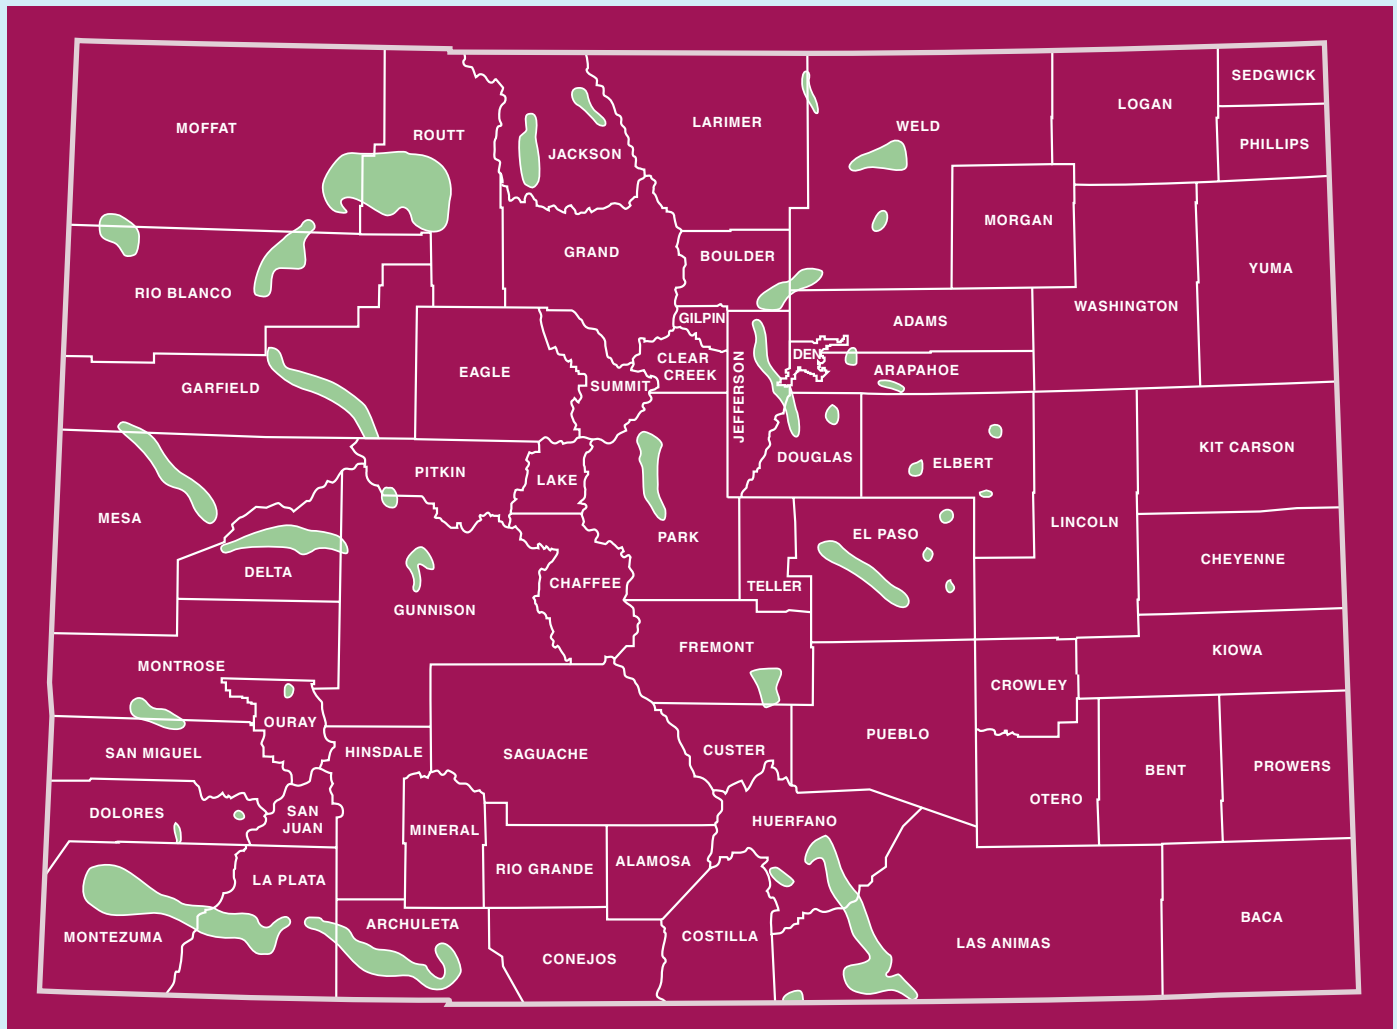 SEDGWICK
LOGAN
MOFFAT
LARIMER
WELD
ROUTT
PHILLIPS
JACKSON
MORGAN
GRAND
BOULDER
YUMA
RIO BLANCO
WASHINGTON
GILPIN
ADAMS
DEN
CLEAR
CREEK
EAGLE
ARAPAHOE
SUMMIT
GARFIELD
JEFFERSON
KIT CARSON
DOUGLAS
ELBERT
PITKIN
LAKE
MESA
LINCOLN
PARK
EL PASO
CHEYENNE
DELTA
CHAFFEE
TELLER
GUNNISON
FREMONT
KIOWA
MONTROSE
CROWLEY
OURAY
PUEBLO
SAN MIGUEL
HINSDALE
SAGUACHE
CUSTER
BENT
PROWERS
OTERO
DOLORES
SAN
JUAN
MINERAL
HUERFANO
ALAMOSA
RIO GRANDE
LA PLATA
BACA
ARCHULETA
MONTEZUMA
COSTILLA
LAS ANIMAS
CONEJOS